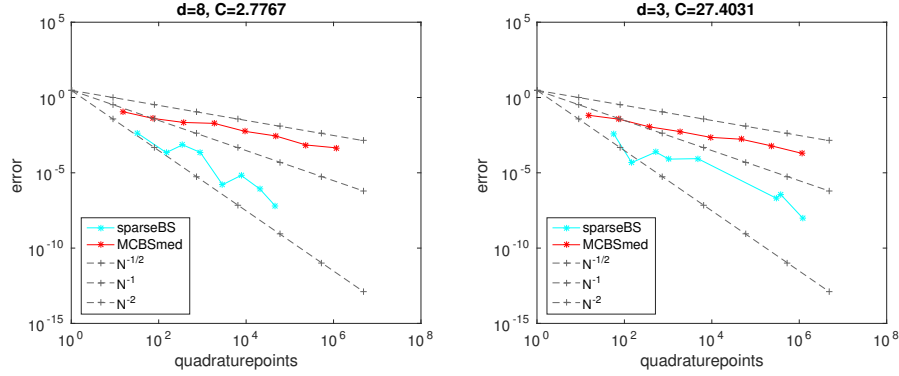 d=8, C=2.7767
10^5
10^0
10^-5
10^-10
10^-15
error
sparseBS
MCBSmed
N^-1/2
N^-1
N^-2
10^0 10^2 10^4 10^6 10^8
quadraturepoints
d=3, C=27.4031
10^5
10^0
10^-5
10^-10
10^-15
error
sparseBS
MCBSmed
N^-1/2
N^-1
N^-2
10^0 10^2 10^4 10^6 10^8
quadraturepoints